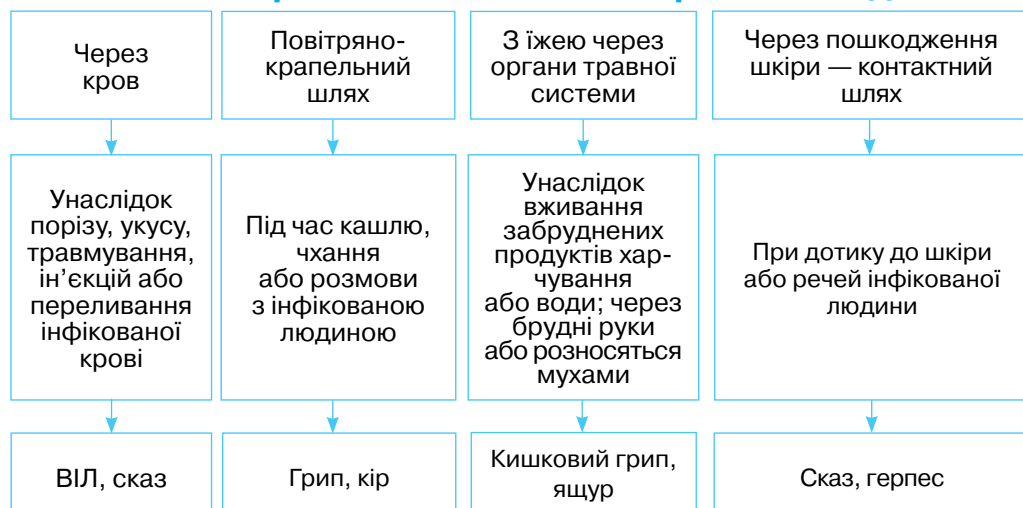 Через
кров
Повітряно-
крапельний
шлях
З їжею через
органи травної
системи
Через пошкодження
шкіри — контактний
шлях
Унаслідок
порізу, укусу,
травмування,
ін’єкцій або
переливання
інфікованої
крові
Під час кашлю,
чхання
або розмови
з інфікованою
людиною
Унаслідок
вживання
забруднених
продуктів хар-
чування
або води; через
брудні руки
або розносяться
мухами
При дотику до шкіри
або речей інфікованої
людини
ВІЛ, сказ
Грип, кір
Кишковий грип,
ящур
Сказ, герпес